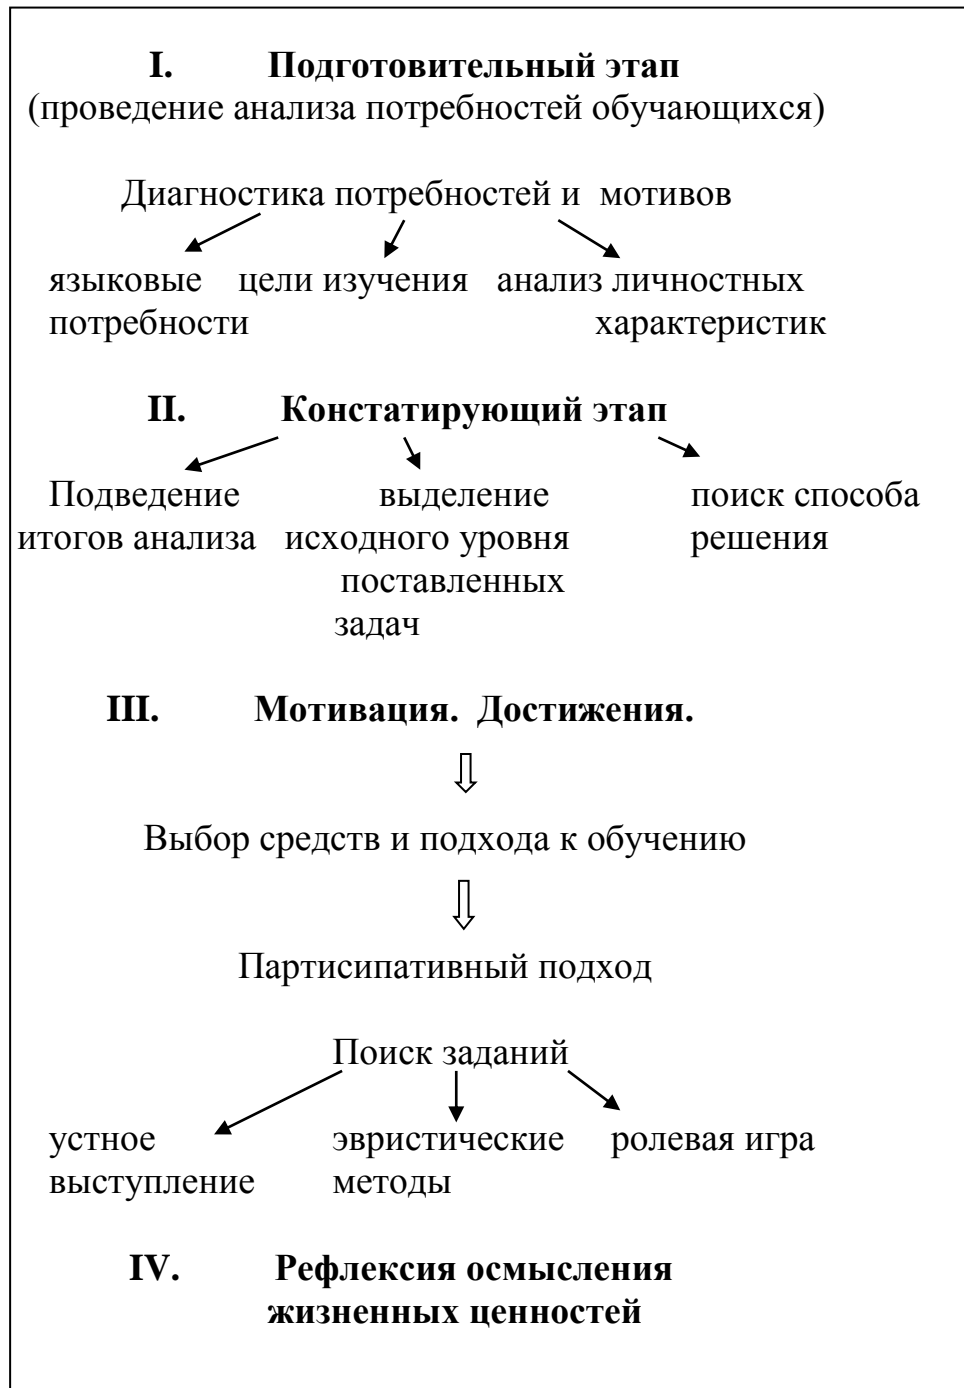 I. Подготовительный этап
(проведение анализа потребностей обучающихся)
Диагностика потребностей и мотивов
языковые цели изучения анализ личностных
потребности характеристик
II. Констатирующий этап
Подведение выделение поиск способа
итогов анализа исходного уровня решения
поставленных
задач
III. Мотивация. Достижения.
Выбор средств и подхода к обучению
Партисипативный подход
Поиск заданий
устное эвристические ролевая игра
выступление методы
IV. Рефлексия осмысления
жизненных ценностей